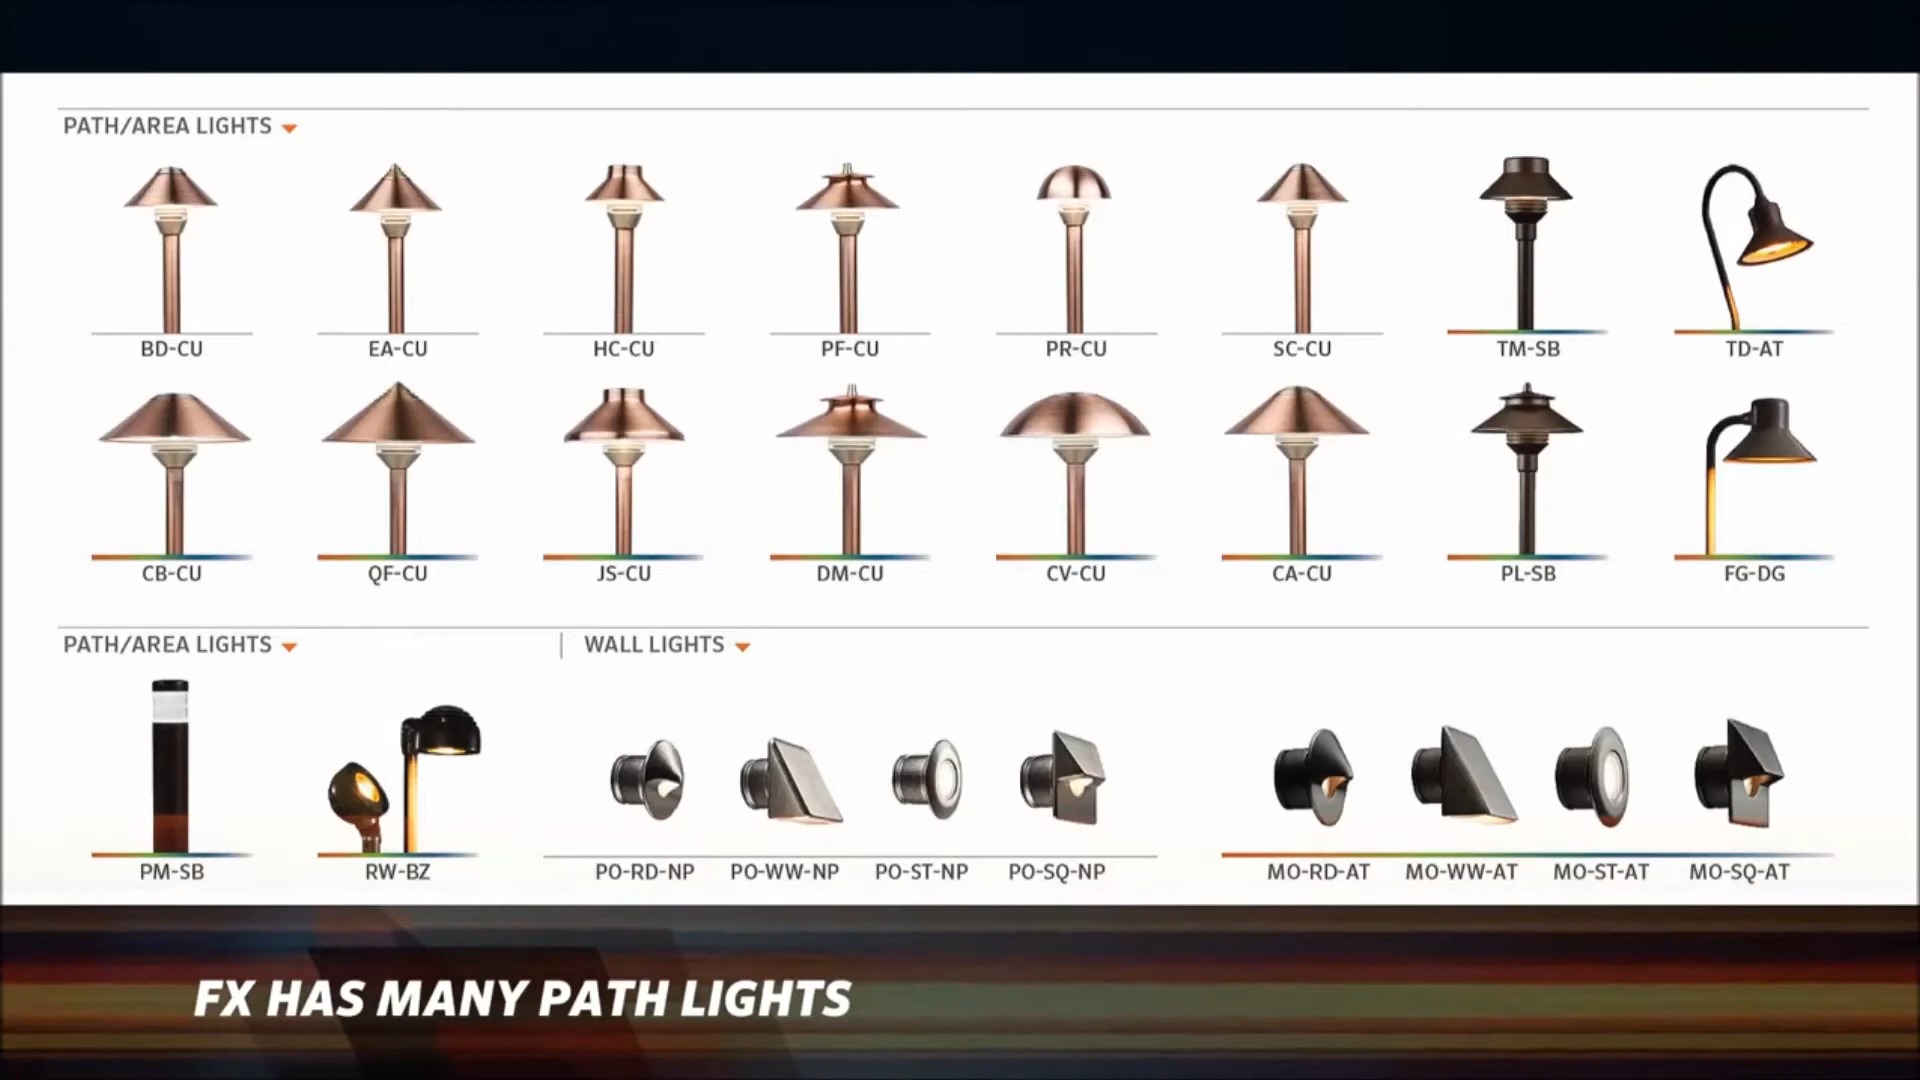 PATH/AREA LIGHTS
BD-CU EA-CU HC-CU PF-CU PR-CU SC-CU TM-SB TD-AT
CB-CU QF-CU JS-CU DM-CU CV-CU CA-CU PL-SB FG-DG
PATH/AREA LIGHTS
WALL LIGHTS
PM-SB RW-BZ PO-RD-NP PO-WW-NP PO-ST-NP PO-SQ-NP MO-RD-AT MO-WW-AT MO-ST-AT MO-SQ-AT
FX HAS MANY PATH LIGHTS